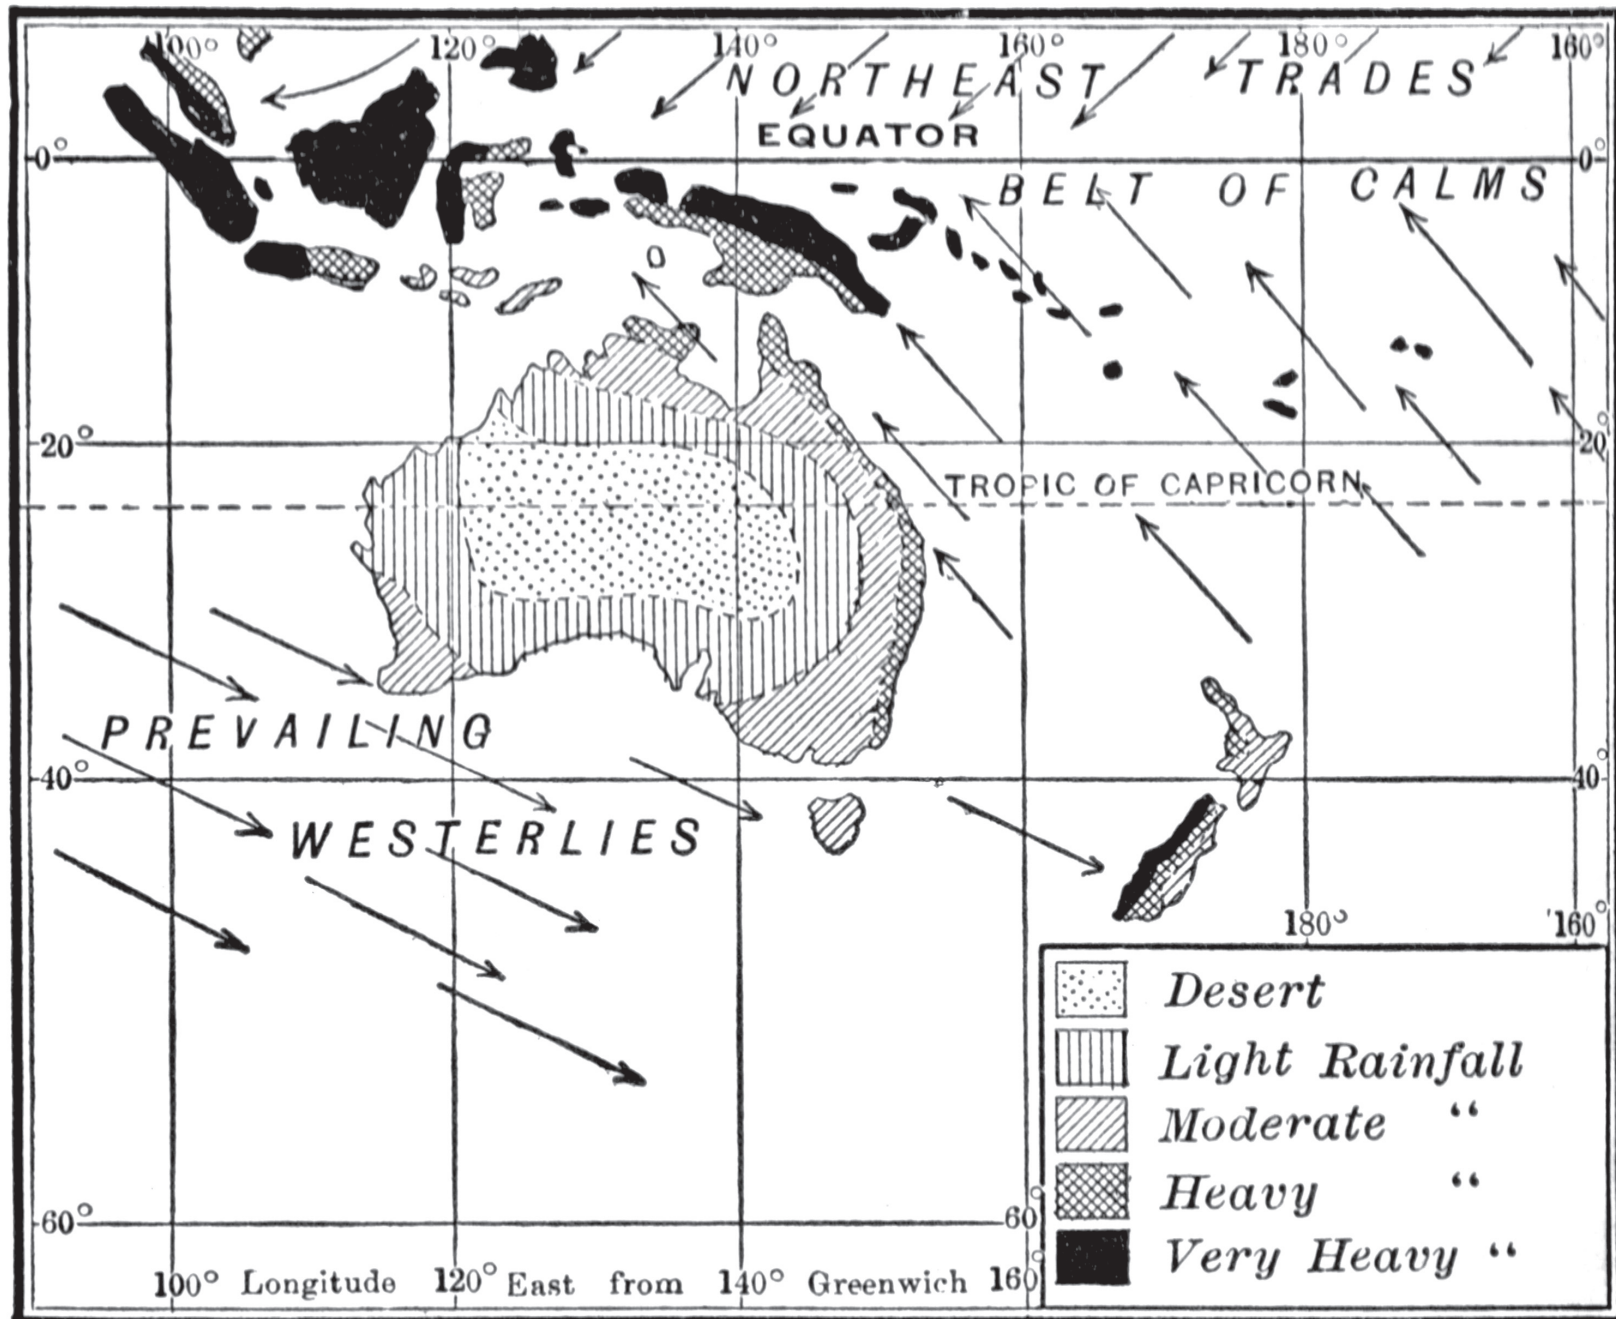 100° 120° 140° 160° 180° 160°
NORTHEAST TRADES
EQUATOR
0° 0°
BELT OF CALMS
20° 20°
TROPIC OF CAPRICORN
PREVAILING
40° 40°
WESTERLIES
180° 160°
Desert
Light Rainfall
Moderate “
Heavy “
Very Heavy “
60° 60°
100° Longitude 120° East from 140° Greenwich 160°